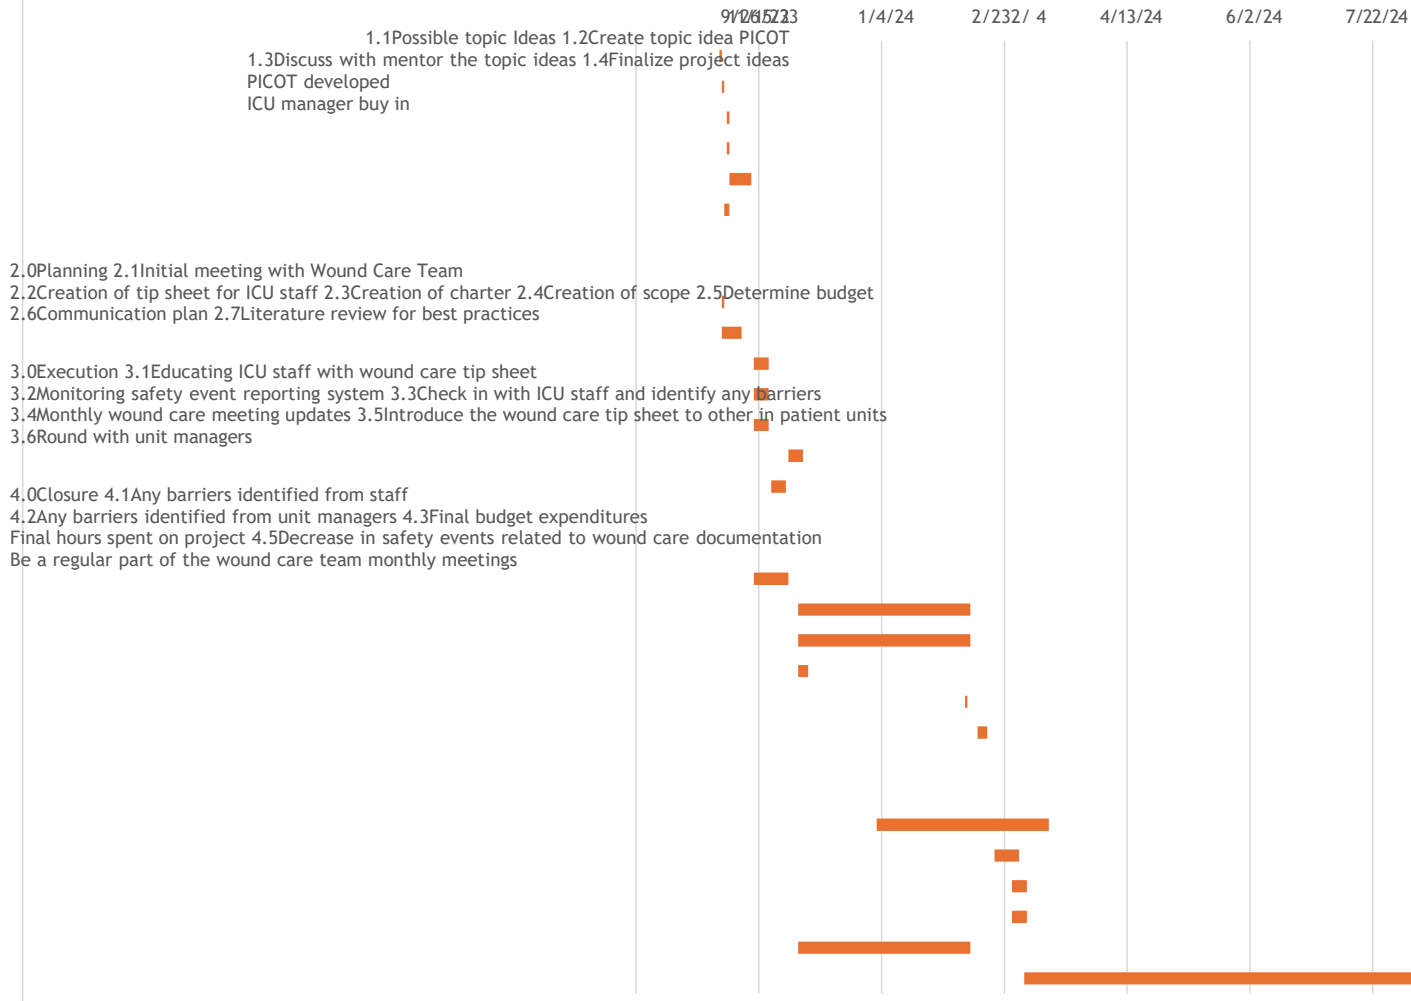 1/4/24 4/13/24 6/2/24 7/22/24
1.1Possible topic Ideas 1.2Create topic idea PICOT
1.3Discuss with mentor the topic ideas 1.4Finalize project ideas
PICOT developed
ICU manager buy in
2.0Planning 2.1Initial meeting with Wound Care Team
2.2Creation of tip sheet for ICU staff 2.3Creation of charter 2.4Creation of scope 2.5Determine budget
2.6Communication plan 2.7Literature review for best practices
3.0Execution 3.1Educating ICU staff with wound care tip sheet
3.2Monitoring safety event reporting system 3.3Check in with ICU staff and identify any barriers
3.4Monthly wound care meeting updates 3.5Introduce the wound care tip sheet to other in patient units
3.6Round with unit managers
4.0Closure 4.1Any barriers identified from staff
4.2Any barriers identified from unit managers 4.3Final budget expenditures
Final hours spent on project 4.5Decrease in safety events related to wound care documentation
Be a regular part of the wound care team monthly meetings